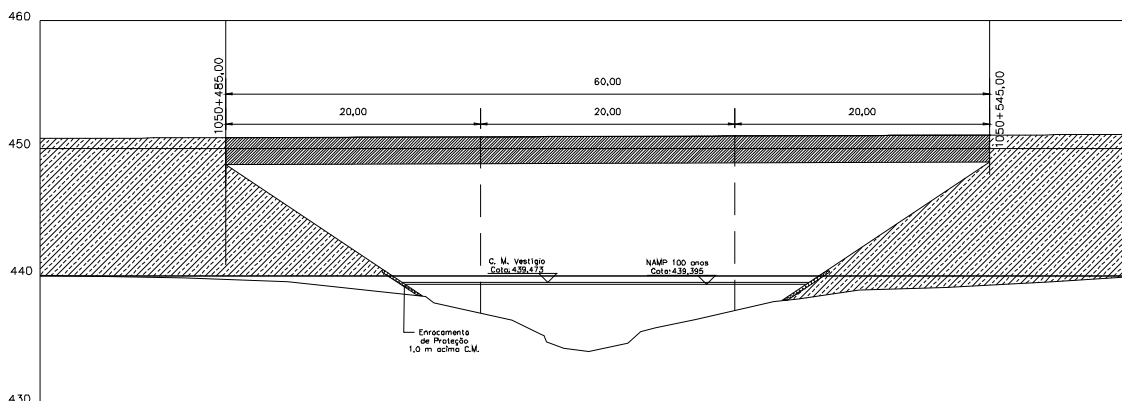 460
1050+485,00
60,00
1050+545,00
20,00
20,00
20,00
450
C. M. Vestígio
Cota: 439,473
NAMP 100 anos
Cota: 439,395
440
Enrocamento
de Proteção
1,0 m acima C.M.
430